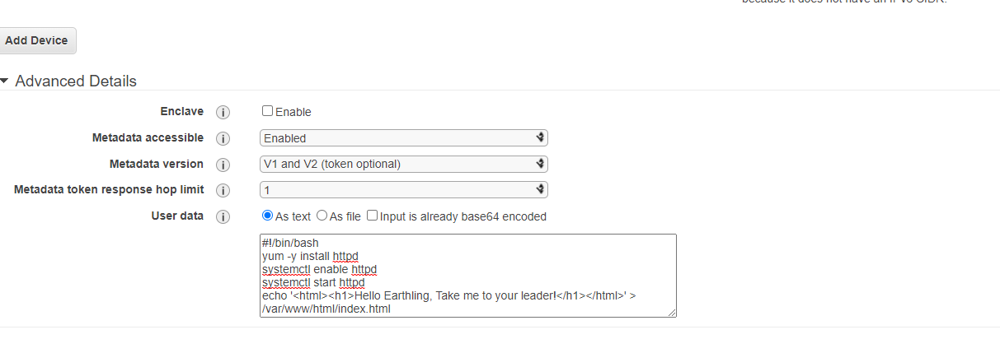 because it does not have an IPv6 CIDR.
Add Device
Advanced Details
Enclave i Enable
Metadata accessible i Enabled
Metadata version i V1 and V2 (token optional)
Metadata token response hop limit i 1
User data i As text As file Input is already base64 encoded
#!/bin/bash
yum -y install httpd
systemctl enable httpd
systemctl start httpd
echo '<html><h1>Hello Earthling, Take me to your leader!</h1></html>' >
/var/www/html/index.html